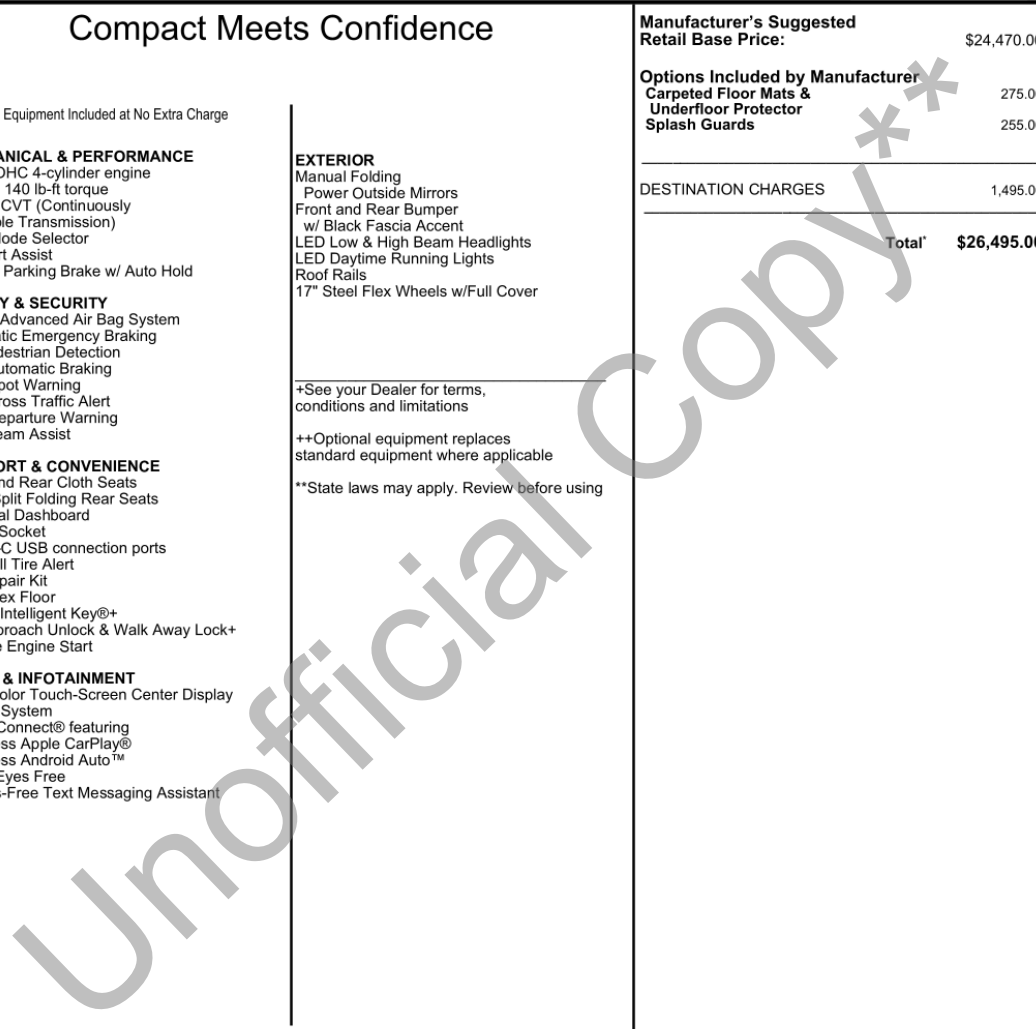 Compact Meets Confidence
Equipment Included at No Extra Charge
ANICAL & PERFORMANCE
OHC 4-cylinder engine
140 lb-ft torque
CVT (Continuously
le Transmission)
ode Selector
rt Assist
Parking Brake w/ Auto Hold
Y & SECURITY
Advanced Air Bag System
tic Emergency Braking
destrian Detection
utomatic Braking
pot Warning
ross Traffic Alert
eparture Warning
eam Assist
ORT & CONVENIENCE
nd Rear Cloth Seats
plit Folding Rear Seats
al Dashboard
Socket
C USB connection ports
ll Tire Alert
pair Kit
ex Floor
Intelligent Key®+
proach Unlock & Walk Away Lock+
e Engine Start
& INFOTAINMENT
olor Touch-Screen Center Display
System
Connect® featuring
ss Apple CarPlay®
ss Android Auto™
Eyes Free
s-Free Text Messaging Assistant
EXTERIOR
Manual Folding
Power Outside Mirrors
Front and Rear Bumper
w/ Black Fascia Accent
LED Low & High Beam Headlights
LED Daytime Running Lights
Roof Rails
17" Steel Flex Wheels w/Full Cover
+See your Dealer for terms,
conditions and limitations
++Optional equipment replaces
standard equipment where applicable
**State laws may apply. Review before using
Manufacturer's Suggested
Retail Base Price: $24,470.00
Options Included by Manufacturer
Carpeted Floor Mats & 275.0
Underfloor Protector
Splash Guards 255.0
DESTINATION CHARGES 1,495.0
Total* $26,495.00
Unofficial Copy**